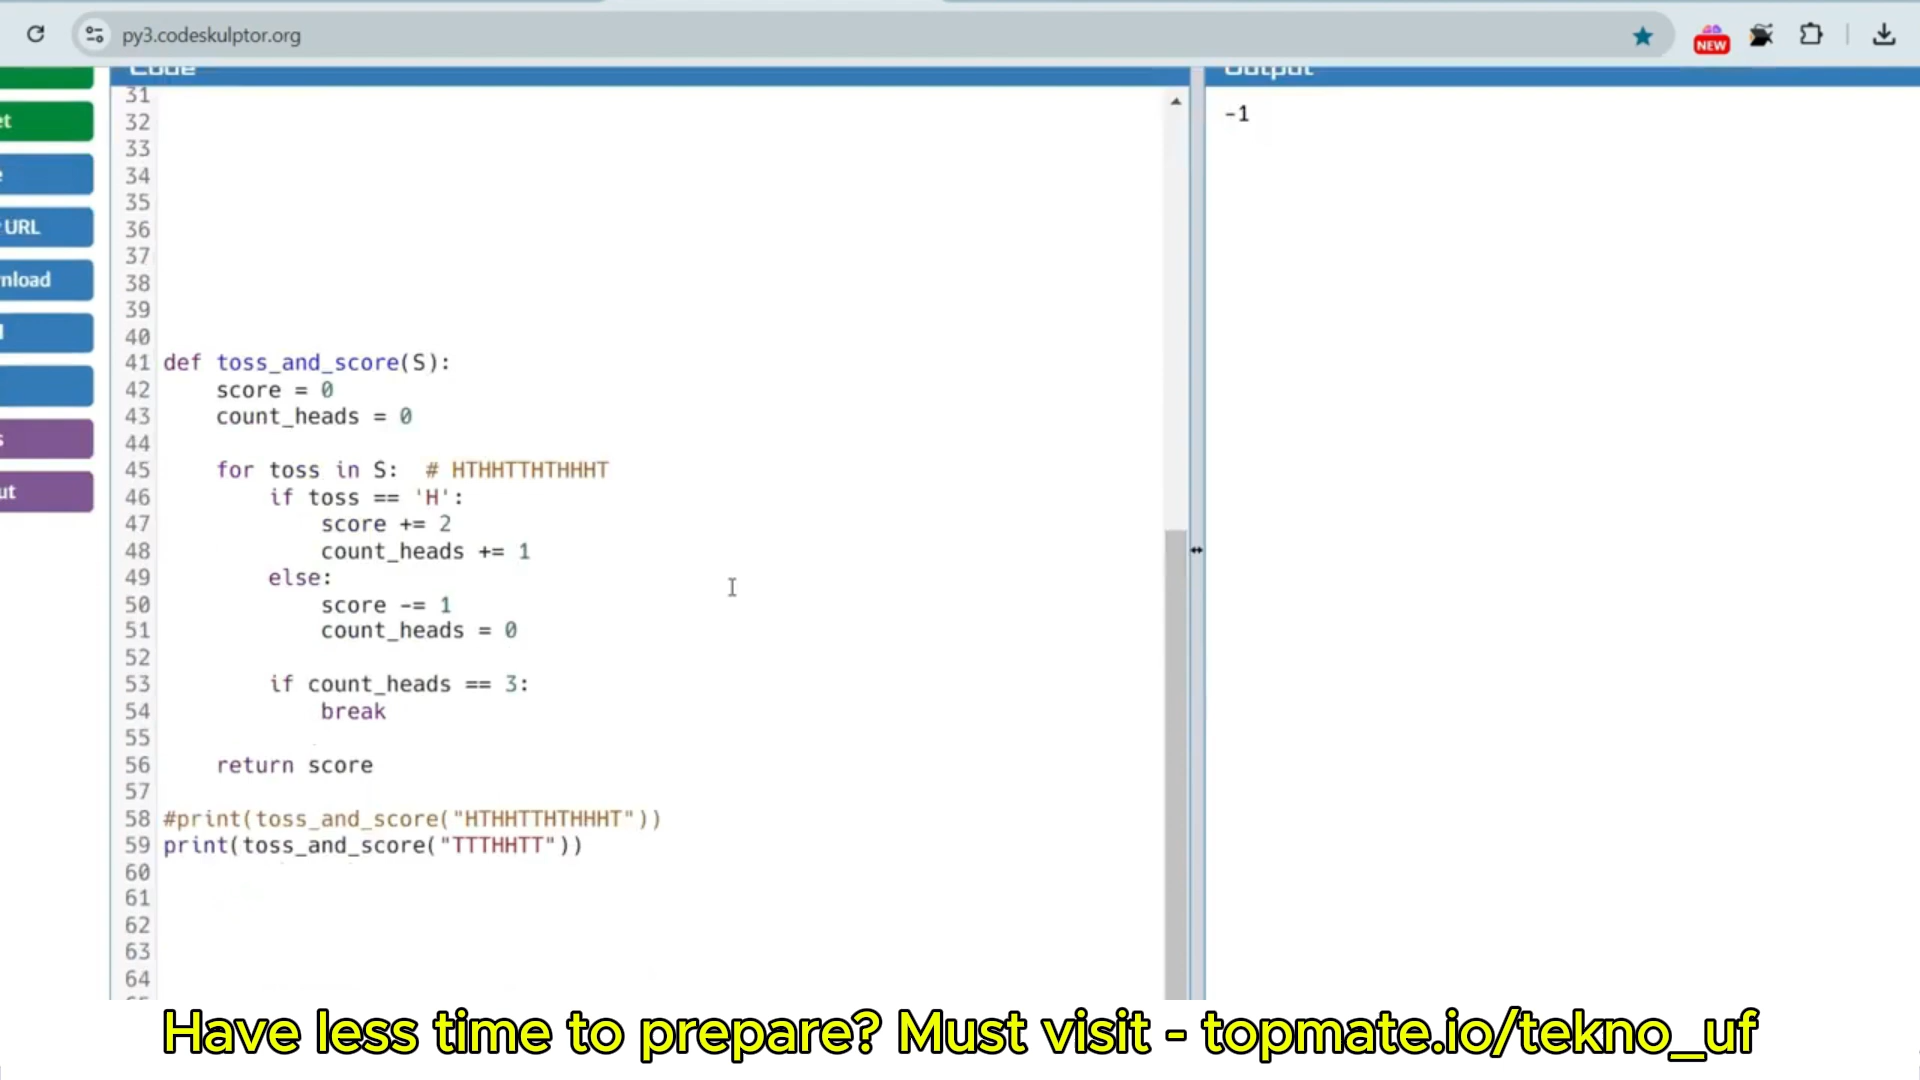 py3.codeskulptor.org
NEW
Code
Output
et
e
URL
nload
s
ut
31
32
33
34
35
36
37
38
39
40
41 def toss_and_score(S):
42 score = 0
43 count_heads = 0
44
45 for toss in S: # HTHHTTHTHHHT
46 if toss == 'H':
47 score += 2
48 count_heads += 1
49 else:
50 score -= 1
51 count_heads = 0
52
53 if count_heads == 3:
54 break
55
56 return score
57
58 #print(toss_and_score("HTHHTTHTHHHT"))
59 print(toss_and_score("TTTHHTT"))
60
61
62
63
64
-1
Have less time to prepare? Must visit - topmate.io/tekno_uf